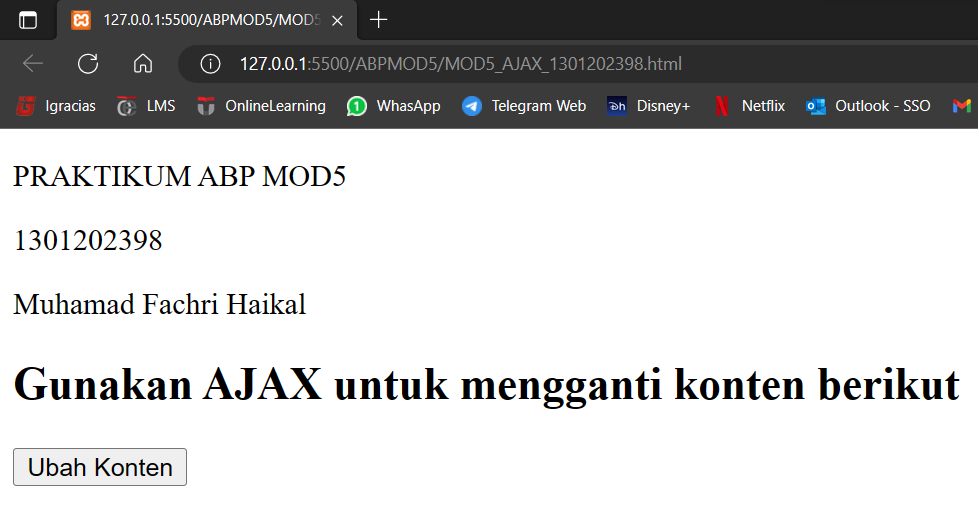 127.0.0.1:5500/ABPMOD5/MOD5
127.0.0.1:5500/ABPMOD5/MOD5_AJAX_1301202398.html
Igracias LMS OnlineLearning WhasApp Telegram Web Disney+ Netflix Outlook - SSO
PRAKTIKUM ABP MOD5
1301202398
Muhamad Fachri Haikal
Gunakan AJAX untuk mengganti konten berikut
Ubah Konten